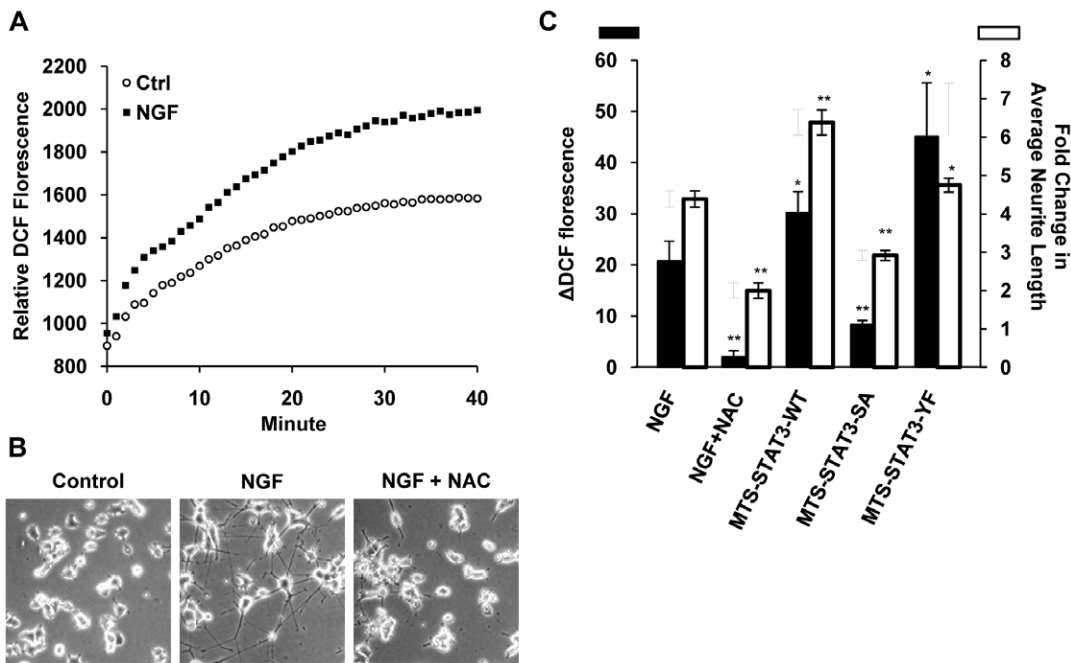 A
Relative DCF Florescence
2200
2000
1800
1600
1400
1200
1000
800
Ctrl
NGF
0
10
20
30
40
Minute
B
Control
NGF
NGF + NAC
C
ΔDCF florescence
60
50
40
30
20
10
0
*
**
**
*
**
**
**
*
*
8
7
6
5
4
3
2
1
0
Fold Change in
Average Neurite Length
NGF
NGF+NAC
MTS-STAT3-WT
MTS-STAT3-SA
MTS-STAT3-YF